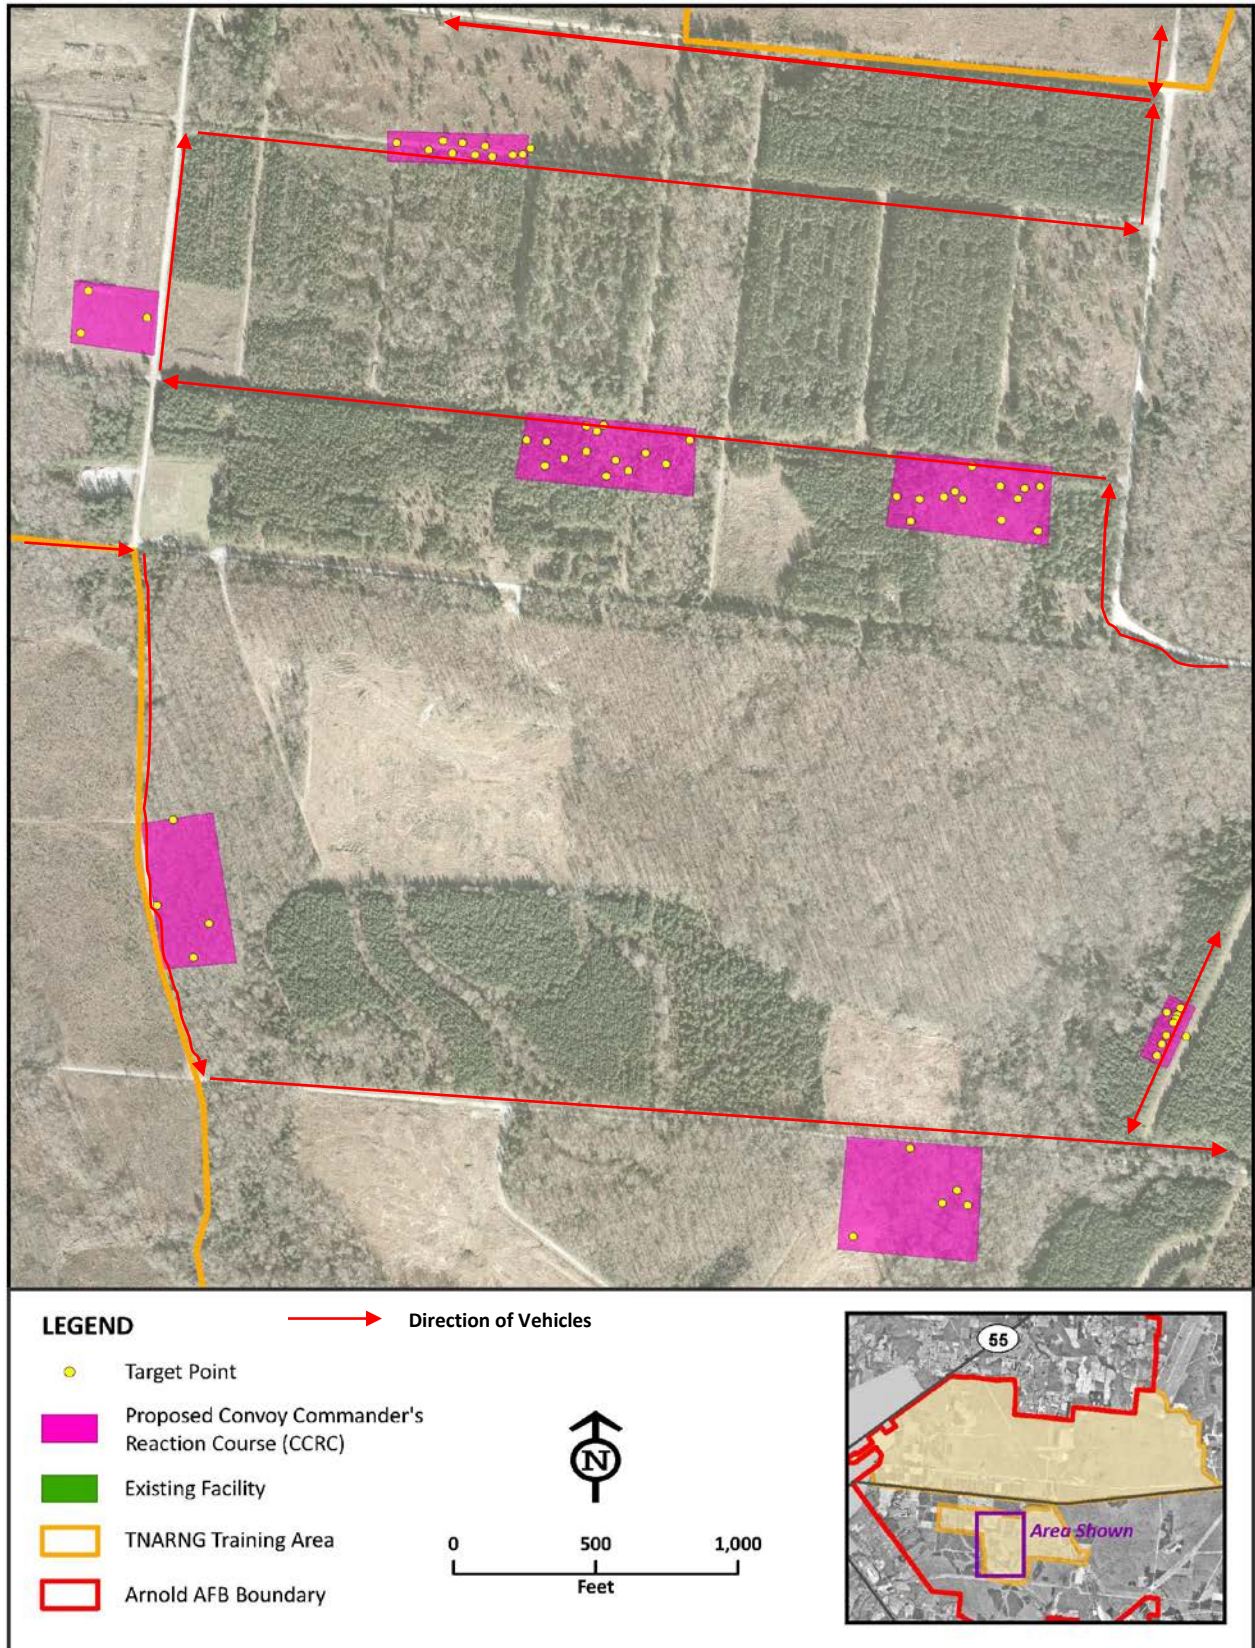 LEGEND
Direction of Vehicles
Target Point
Proposed Convoy Commander's
Reaction Course (CCRC)
Existing Facility
TNARNG Training Area
Arnold AFB Boundary
N
0 500 1,000
Feet
55
Area Shown